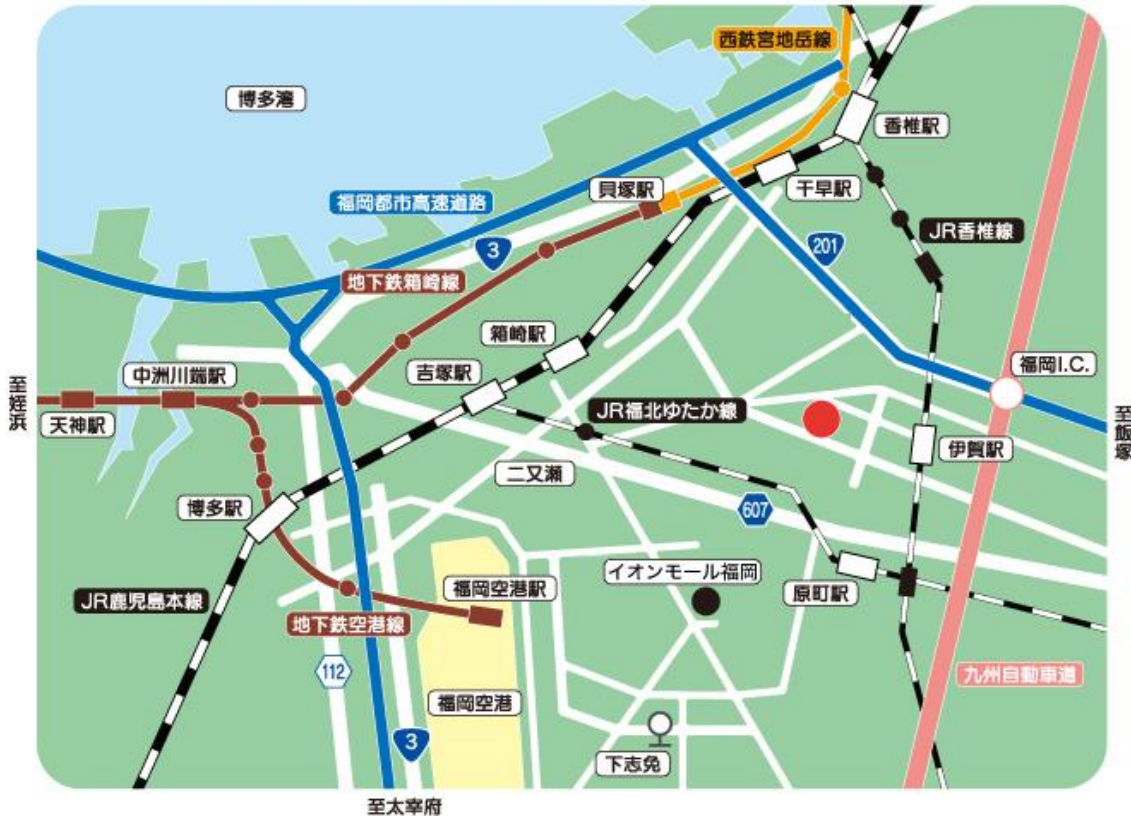 西鉄宮地岳線
博多湾
香椎駅
貝塚駅
千早駅
福岡都市高速道路
3
201
JR香椎線
地下鉄箱崎線
箱崎駅
中洲川端駅
吉塚駅
福岡I.C.
至姪浜
天神駅
JR福北ゆたか線
至飯塚
伊賀駅
二又瀬
博多駅
607
イオンモール福岡
福岡空港駅
原町駅
JR鹿児島本線
地下鉄空港線
112
福岡空港
九州自動車道
3
下志免
至太宰府